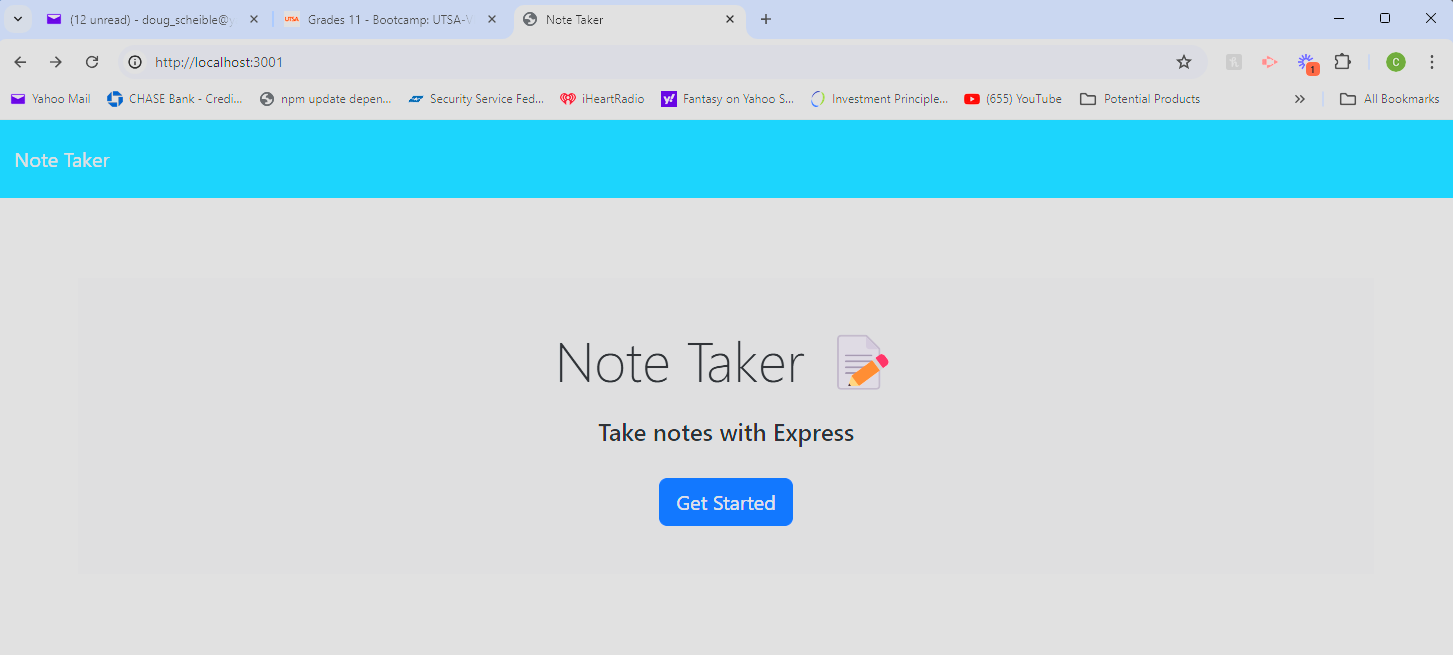 (12 unread) - doug_scheible@y
UTSA Grades 11 - Bootcamp: UTSA-V
Note Taker
http://localhost:3001
1
C
Yahoo Mail
CHASE Bank - Credi...
npm update depen...
Security Service Fed...
iHeartRadio
y! Fantasy on Yahoo S...
Investment Principle...
(655) YouTube
Potential Products
All Bookmarks
Note Taker
Note Taker
Take notes with Express
Get Started